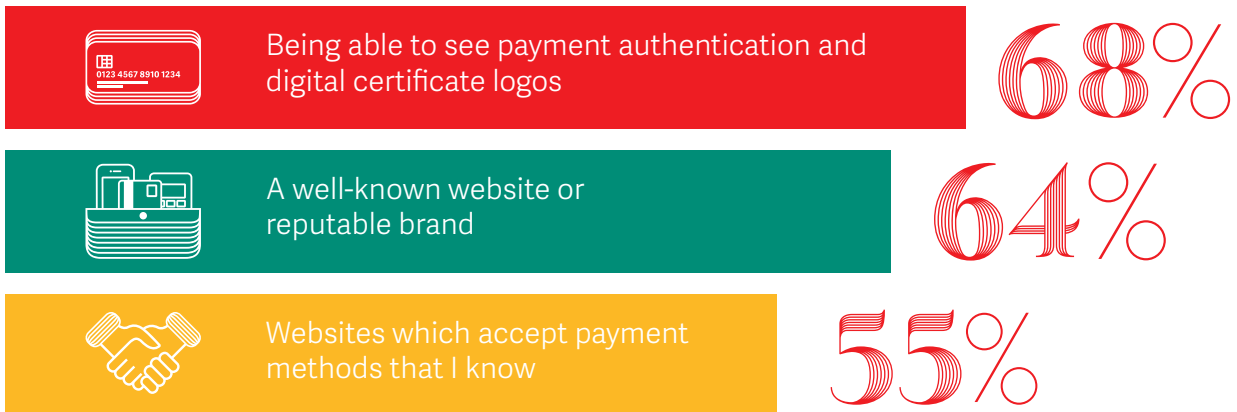 0123 4567 8910 1234
Being able to see payment authentication and
digital certificate logos
68%
A well-known website or
reputable brand
64%
Websites which accept payment
methods that I know
55%